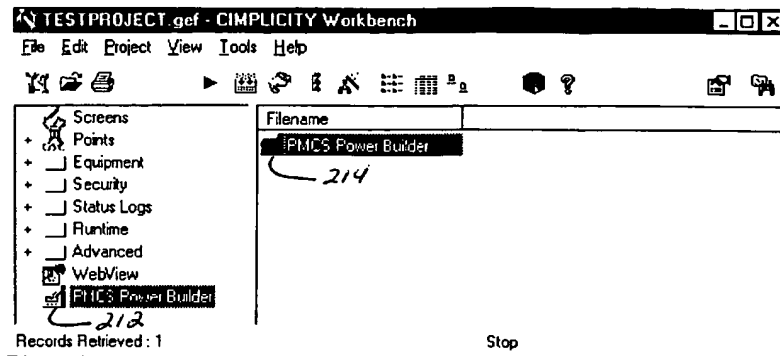 TESTPROJECT.gef - CIMPLICITY Workbench
File Edit Project View Tools Help
Screens
Points
Equipment
Security
Status Logs
Runtime
Advanced
WebView
PMCS Power Builder
212
Filename
PMCS Power Builder
214
Records Retrieved : 1
Stop